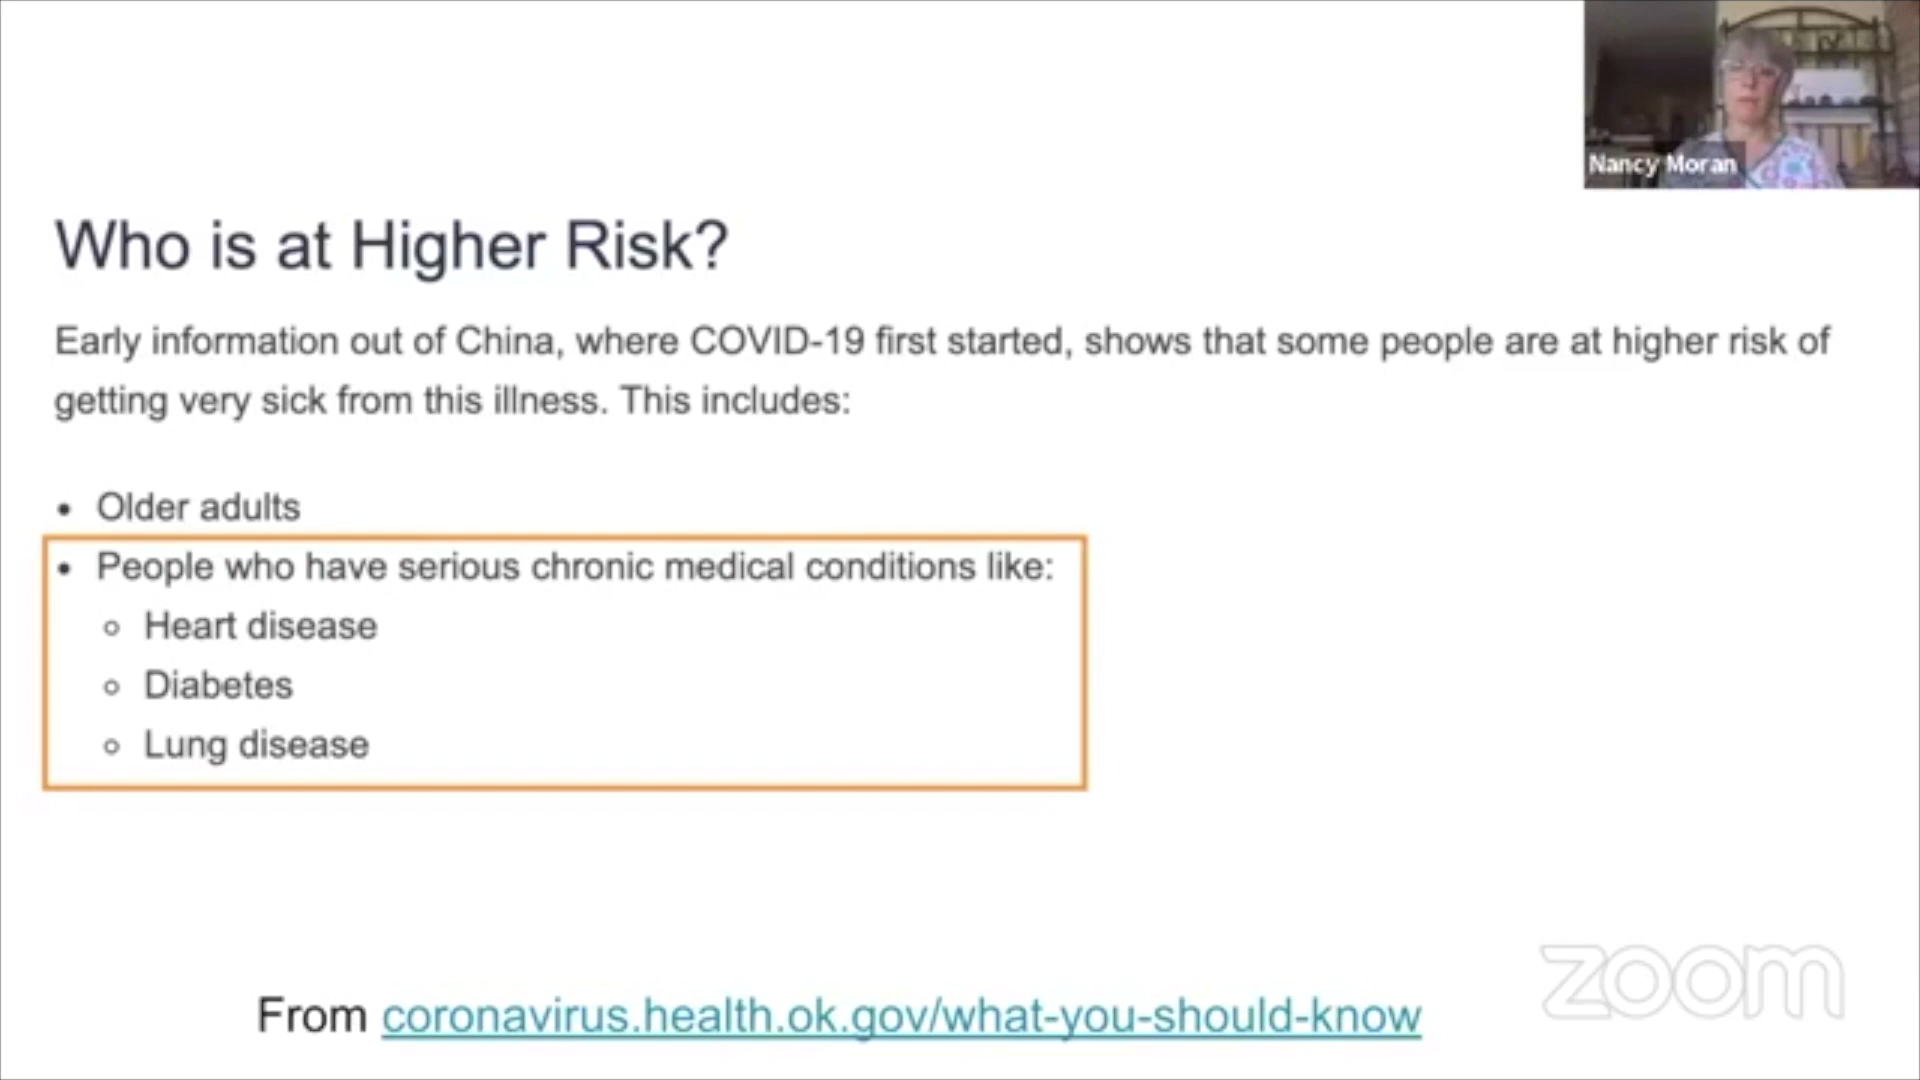 Nancy Moran
Who is at Higher Risk?
Early information out of China, where COVID-19 first started, shows that some people are at higher risk of
getting very sick from this illness. This includes:
• Older adults
• People who have serious chronic medical conditions like:
○ Heart disease
○ Diabetes
○ Lung disease
From coronavirus.health.ok.gov/what-you-should-know
zoom